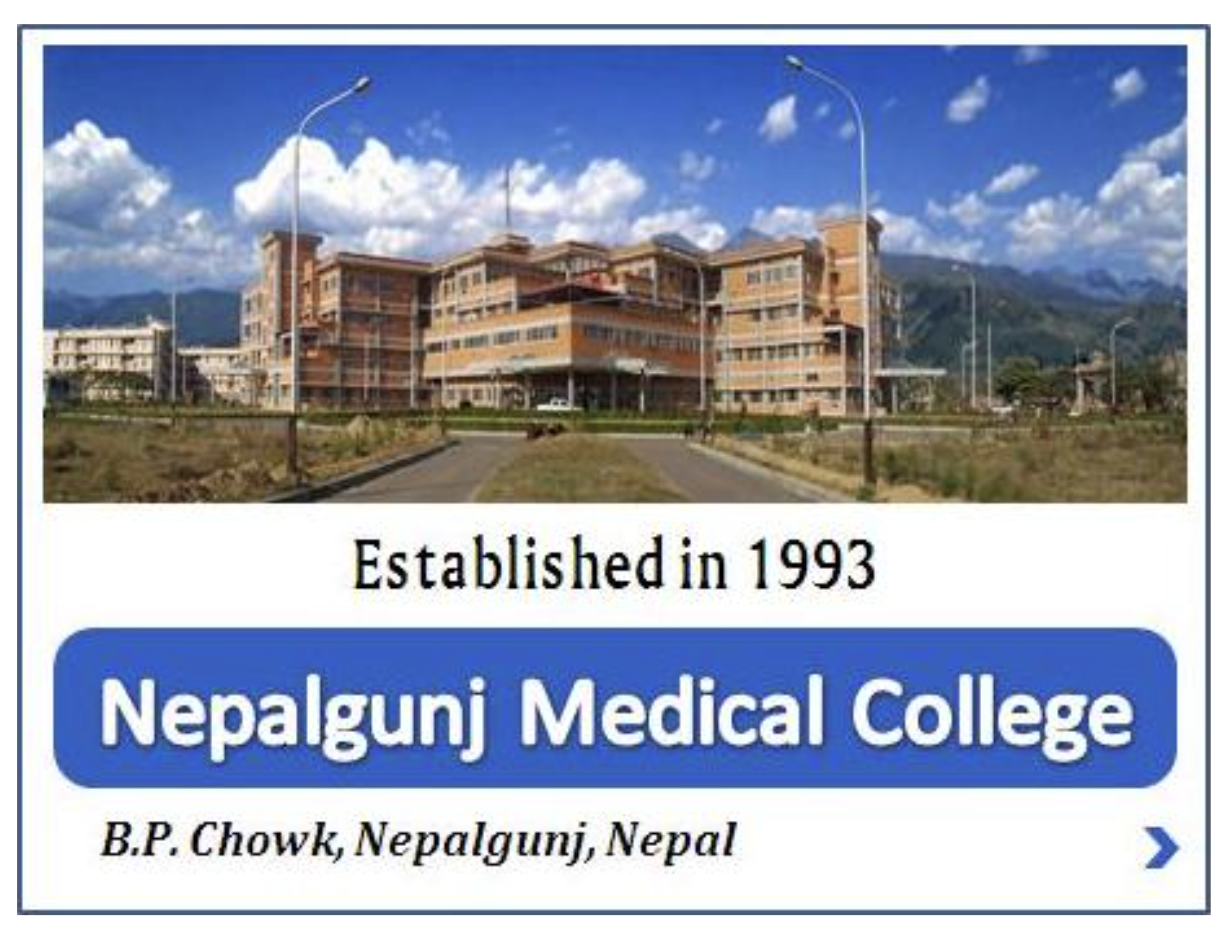 Established in 1993
Nepalgunj Medical College
B.P. Chowk, Nepalgunj, Nepal